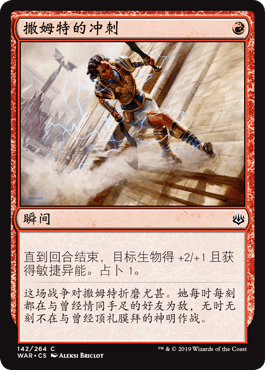 撒姆特的冲刺
瞬间
直到回合结束，目标生物得 +2/+1 且获
得敏捷异能。占卜 1。
这场战争对撒姆特折磨尤甚。她每时每刻
都在与曾经情同手足的好友为敌，无时无
刻不在与曾经顶礼膜拜的神明作战。
142/264 C
WAR • CS ALEKSI BRICLOT
™ & © 2019 Wizards of the Coast